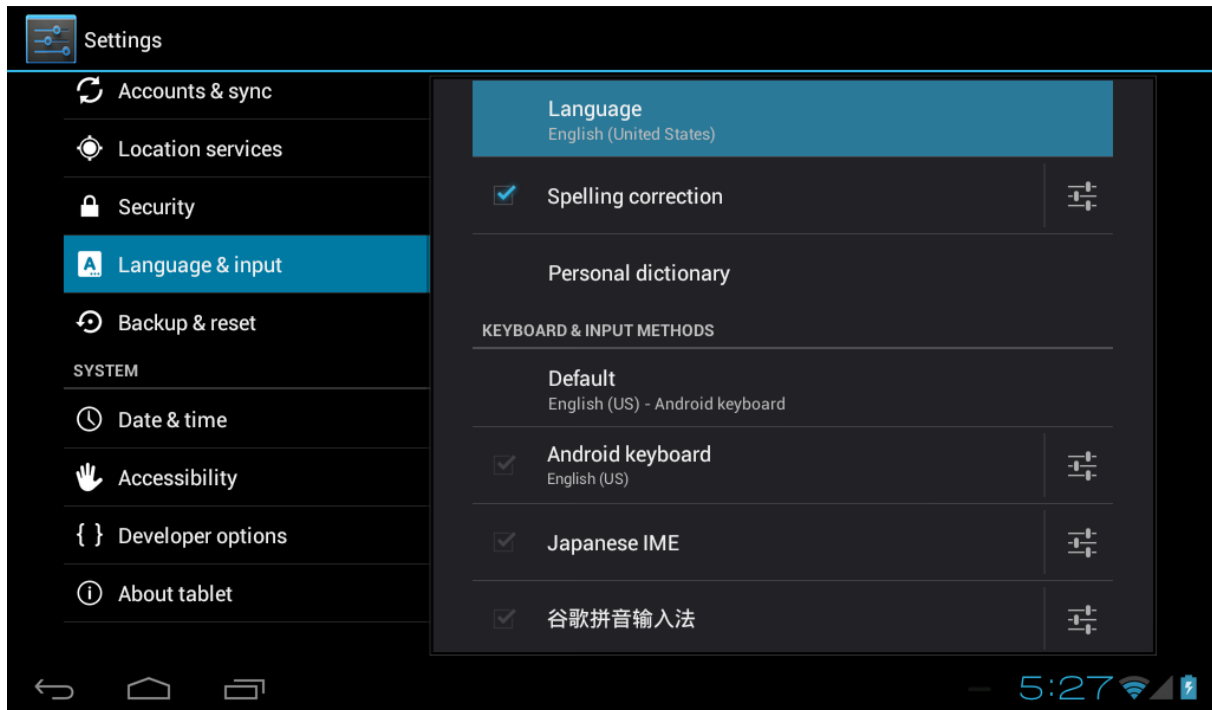 Settings
Accounts & sync
Location services
Security
Language & input
Backup & reset
SYSTEM
Date & time
Accessibility
Developer options
About tablet
Language
English (United States)
Spelling correction
Personal dictionary
KEYBOARD & INPUT METHODS
Default
English (US) - Android keyboard
Android keyboard
English (US)
Japanese IME
谷歌拼音输入法
5:27